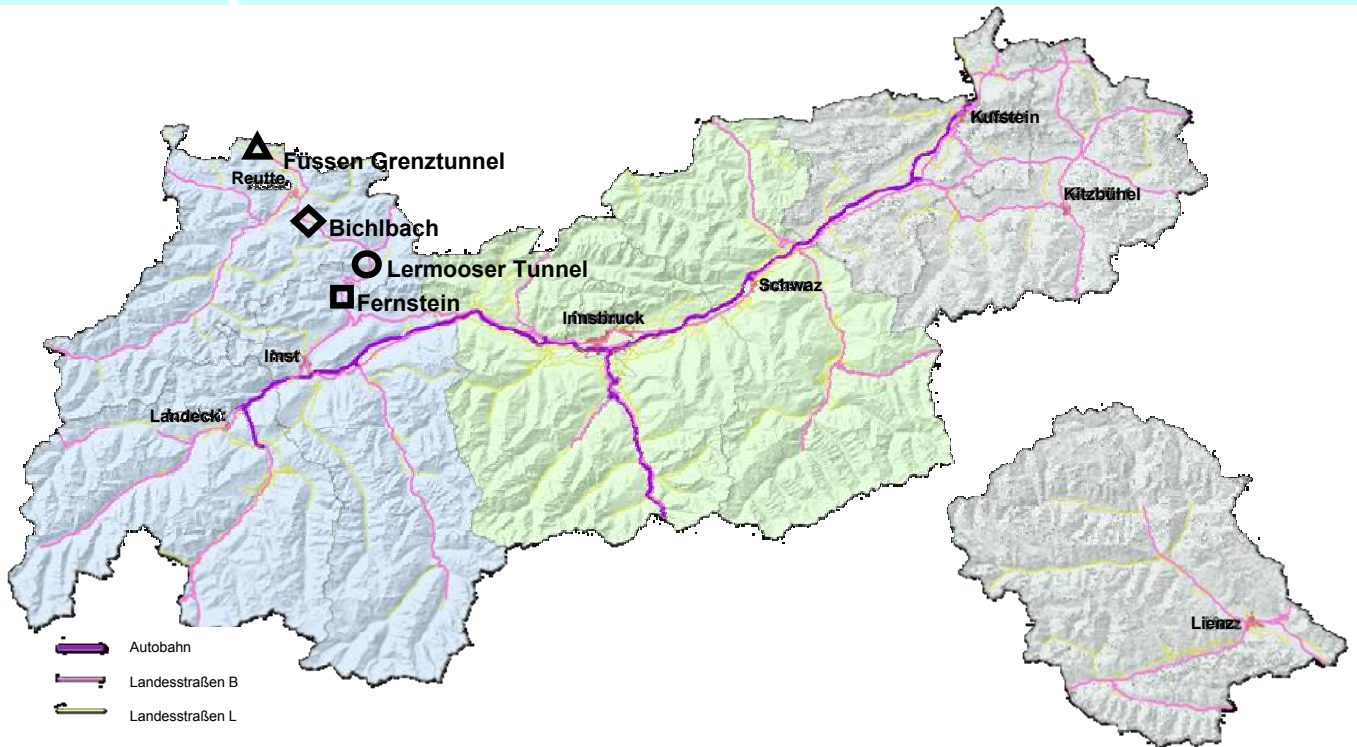 Kufstein
Füssen Grenztunnel
Reutte
Kitzbühel
Bichlbach
Lermooser Tunnel
Schwaz
Fernstein
Innsbruck
Imst
Landeck
Lienz
Autobahn
Landesstraßen B
Landesstraßen L